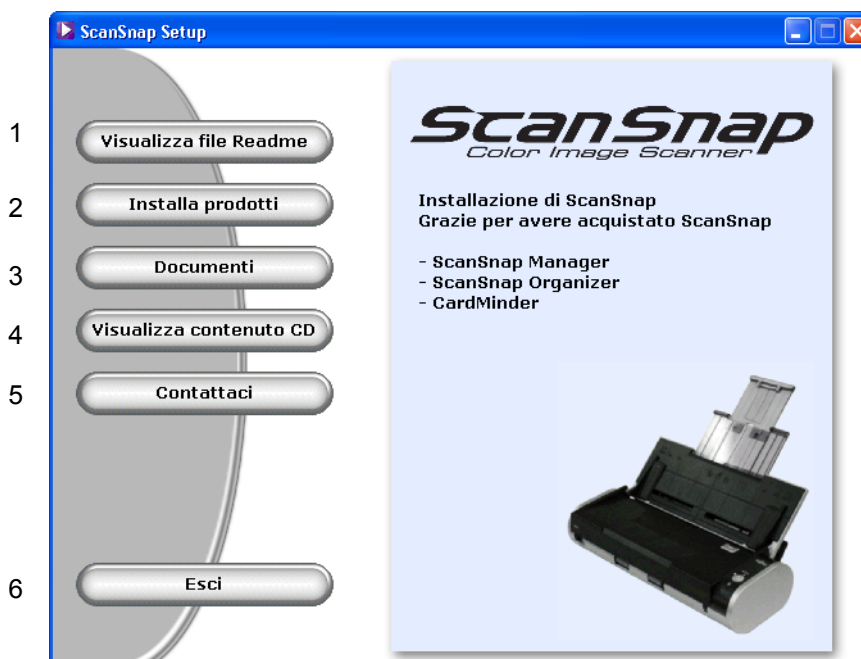 ScanSnap Setup
1
Visualizza file Readme
2
Installa prodotti
3
Documenti
4
Visualizza contenuto CD
5
Contattaci
6
Esci
ScanSnap
Color Image Scanner
Installazione di ScanSnap
Grazie per avere acquistato ScanSnap
- ScanSnap Manager
- ScanSnap Organizer
- CardMinder